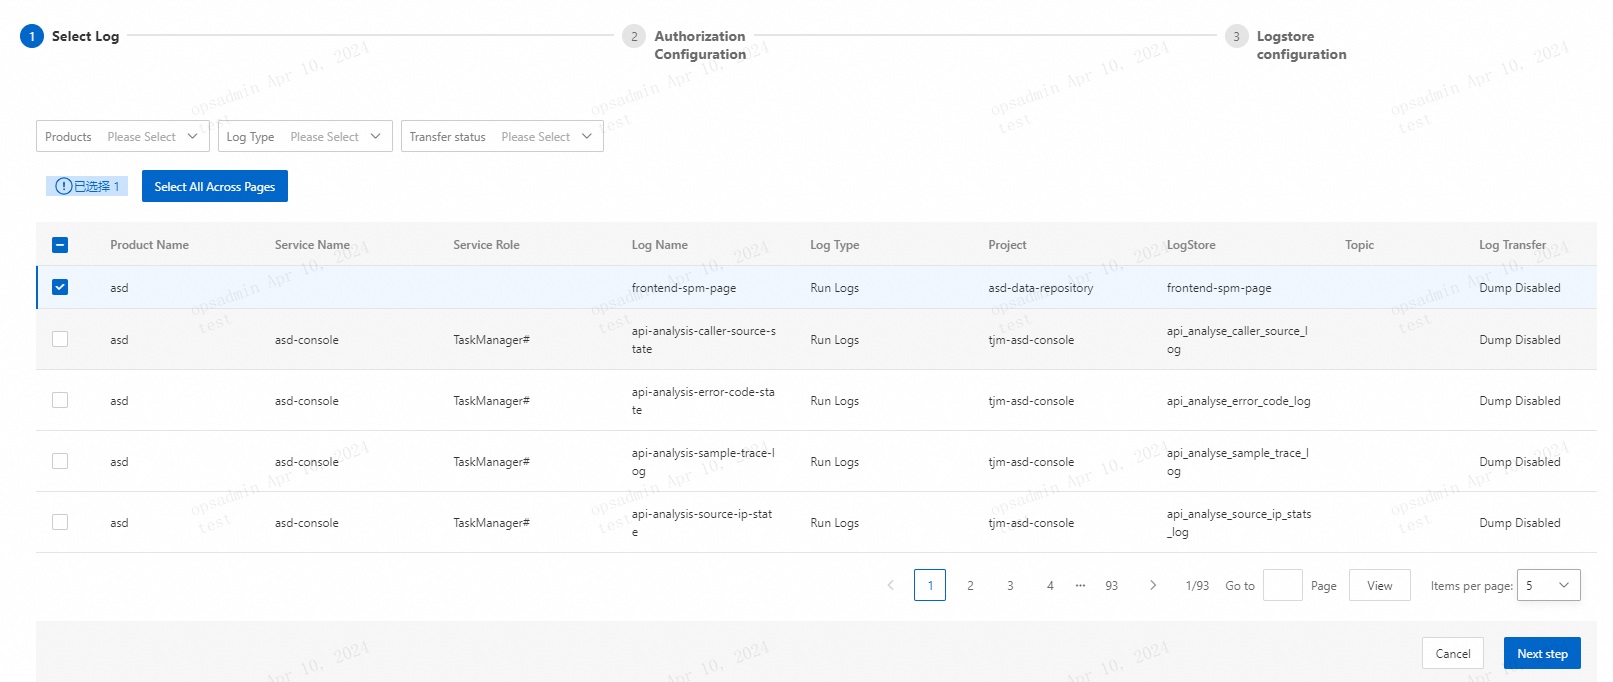 1 Select Log
2 Authorization
Configuration
3 Logstore
configuration
Products Please Select
Log Type Please Select
Transfer status Please Select
已选择 1
Select All Across Pages
Product Name Service Name Service Role Log Name Log Type Project LogStore Topic Log Transfer
asd frontend-spm-page Run Logs asd-data-repository frontend-spm-page Dump Disabled
asd asd-console TaskManager# api-analysis-caller-source-s
tate Run Logs tjm-asd-console api_analyse_caller_source_l
og Dump Disabled
asd asd-console TaskManager# api-analysis-error-code-sta
te Run Logs tjm-asd-console api_analyse_error_code_log Dump Disabled
asd asd-console TaskManager# api-analysis-sample-trace-l
og Run Logs tjm-asd-console api_analyse_sample_trace_l
og Dump Disabled
asd asd-console TaskManager# api-analysis-source-ip-stat
e Run Logs tjm-asd-console api_analyse_source_ip_stats
_log Dump Disabled
1 2 3 4 ··· 93 1/93 Go to Page View Items per page: 5
Cancel Next step
opsadmin Apr 10, 2024
test